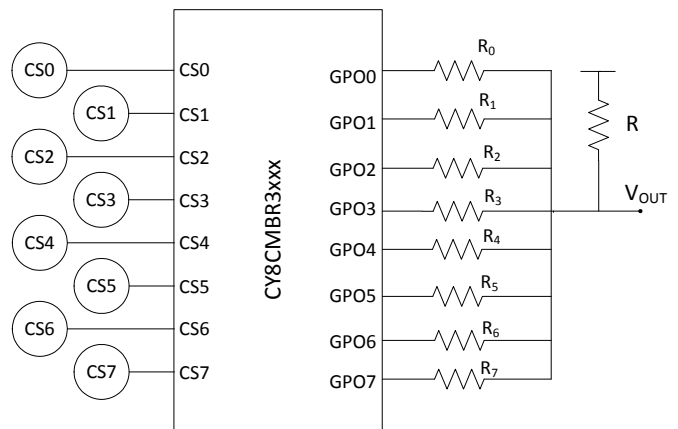 CS0
CS1
CS2
CS3
CS4
CS5
CS6
CS7
CS0
CS1
CS2
CS3
CS4
CS5
CS6
CS7
CY8CMBR3xxx
GPO0
GPO1
GPO2
GPO3
GPO4
GPO5
GPO6
GPO7
R0
R1
R2
R3
R4
R5
R6
R7
R
VOUT